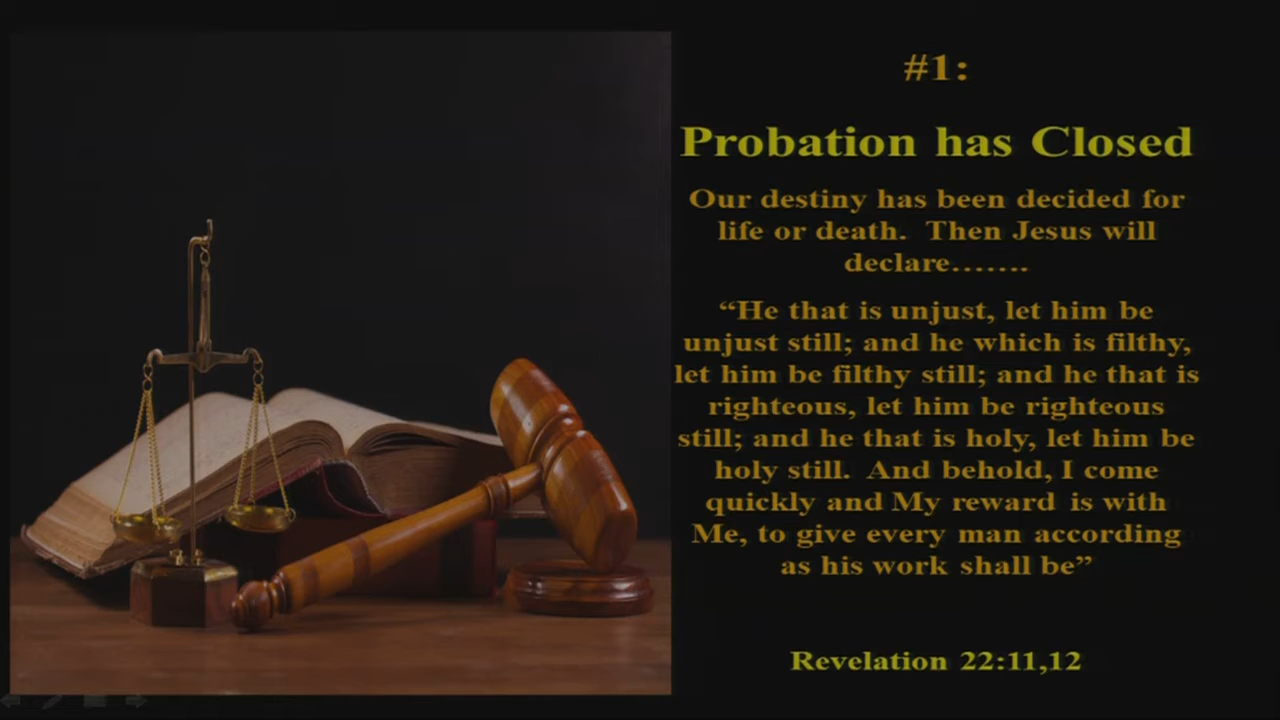 #1:
Probation has Closed
Our destiny has been decided for
life or death.  Then Jesus will
declare…….
“He that is unjust, let him be
unjust still; and he which is filthy,
let him be filthy still; and he that is
righteous, let him be righteous
still; and he that is holy, let him be
holy still.  And behold, I come
quickly and My reward is with
Me, to give every man according
as his work shall be”
Revelation 22:11,12